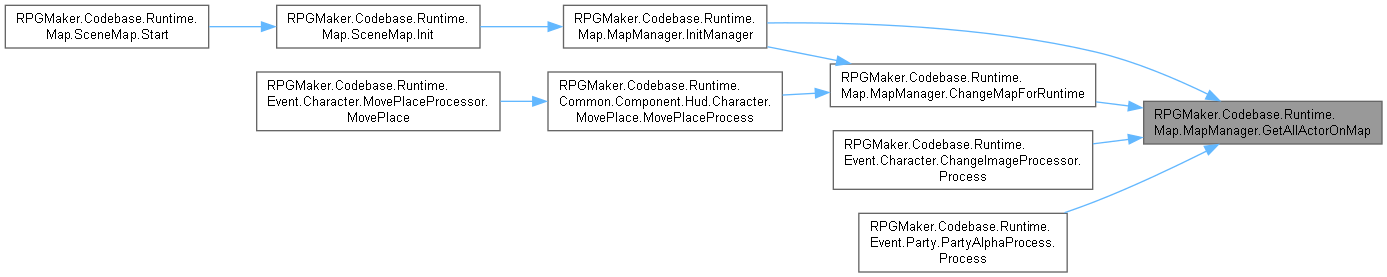 RPGMaker.Codebase.Runtime.
Map.SceneMap.Start
RPGMaker.Codebase.Runtime.
Map.SceneMap.Init
RPGMaker.Codebase.Runtime.
Map.MapManager.InitManager
RPGMaker.Codebase.Runtime.
Event.Character.MovePlaceProcessor.
MovePlace
RPGMaker.Codebase.Runtime.
Common.Component.Hud.Character.
MovePlace.MovePlaceProcess
RPGMaker.Codebase.Runtime.
Map.MapManager.ChangeMapForRuntime
RPGMaker.Codebase.Runtime.
Map.MapManager.GetAllActorOnMap
RPGMaker.Codebase.Runtime.
Event.Character.ChangeImageProcessor.
Process
RPGMaker.Codebase.Runtime.
Event.Party.PartyAlphaProcess.
Process